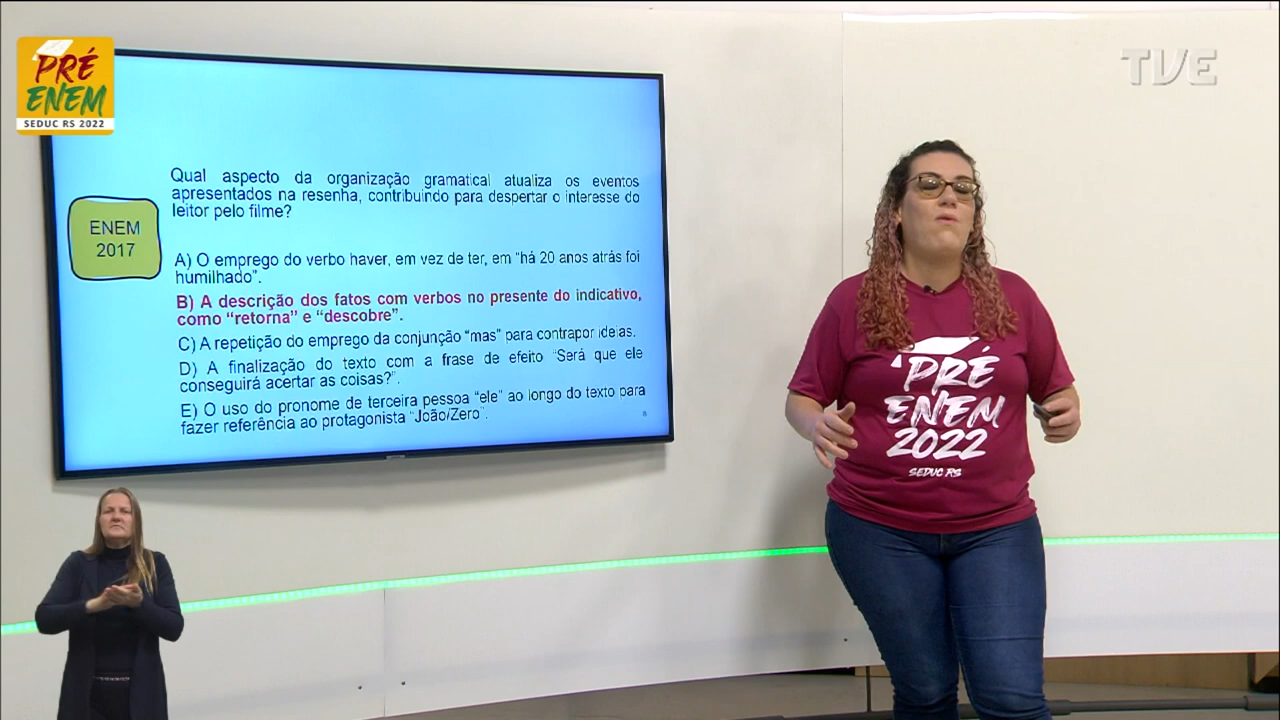 PRÉ
ENEM
SEDUC RS 2022
TVE
Qual aspecto da organização gramatical atualiza os eventos
apresentados na resenha, contribuindo para despertar o interesse do
leitor pelo filme?
ENEM
2017
A) O emprego do verbo haver, em vez de ter, em “há 20 anos atrás foi
humilhado”.
B) A descrição dos fatos com verbos no presente do indicativo,
como “retorna” e “descobre”.
C) A repetição do emprego da conjunção “mas” para contrapor ideias.
D) A finalização do texto com a frase de efeito “Será que ele
conseguirá acertar as coisas?”.
E) O uso do pronome de terceira pessoa “ele” ao longo do texto para
fazer referência ao protagonista “João/Zero”.
8
PRÉ
ENEM
2022
SEDUC RS